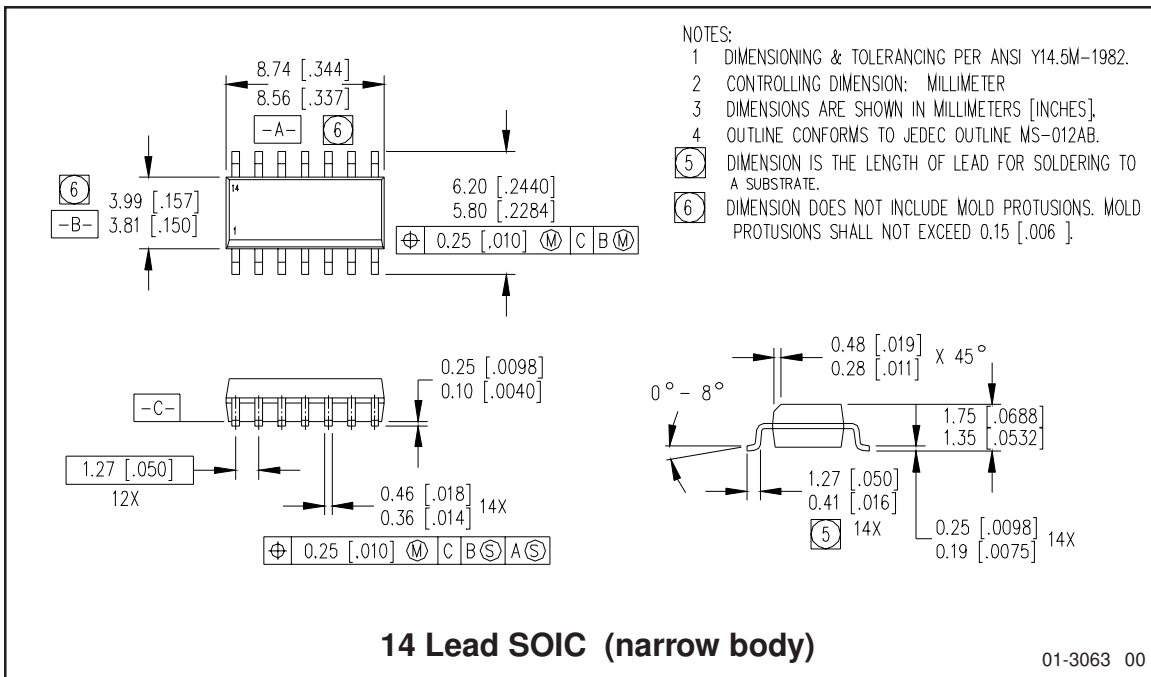 NOTES:
1 DIMENSIONING & TOLERANCING PER ANSI Y14.5M-1982.
2 CONTROLLING DIMENSION: MILLIMETER
3 DIMENSIONS ARE SHOWN IN MILLIMETERS [INCHES].
4 OUTLINE CONFORMS TO JEDEC OUTLINE MS-012AB.
5 DIMENSION IS THE LENGTH OF LEAD FOR SOLDERING TO
A SUBSTRATE.
6 DIMENSION DOES NOT INCLUDE MOLD PROTUSIONS. MOLD
PROTUSIONS SHALL NOT EXCEED 0.15 [.006 ].
8.74 [.344]
8.56 [.337]
-A- 6
14
1
6
-B-
3.99 [.157]
3.81 [.150]
6.20 [.2440]
5.80 [.2284]
⌖ 0.25 [.010] Ⓜ C B Ⓜ
-C-
0.25 [.0098]
0.10 [.0040]
1.27 [.050]
12X
0.46 [.018]
0.36 [.014]
14X
⌖ 0.25 [.010] Ⓜ C B Ⓢ A Ⓢ
0.48 [.019]
0.28 [.011]
X 45°
0°- 8°
1.75 [.0688]
1.35 [.0532]
1.27 [.050]
0.41 [.016]
5 14X
0.25 [.0098]
0.19 [.0075]
14X
14 Lead SOIC (narrow body)
01-3063 00